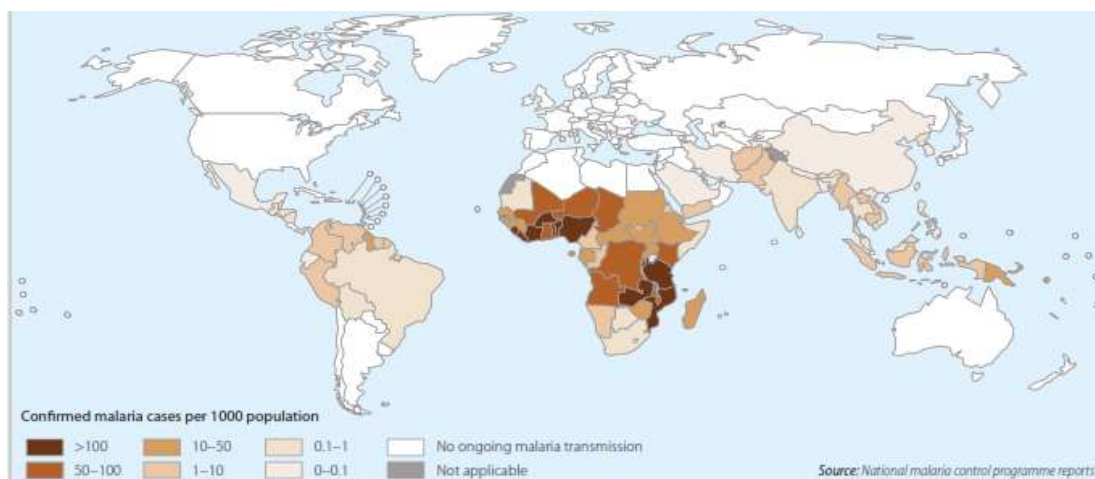 Confirmed malaria cases per 1000 population
>100
10–50
0.1–1
No ongoing malaria transmission
50–100
1–10
0–0.1
Not applicable
Source: National malaria control programme reports